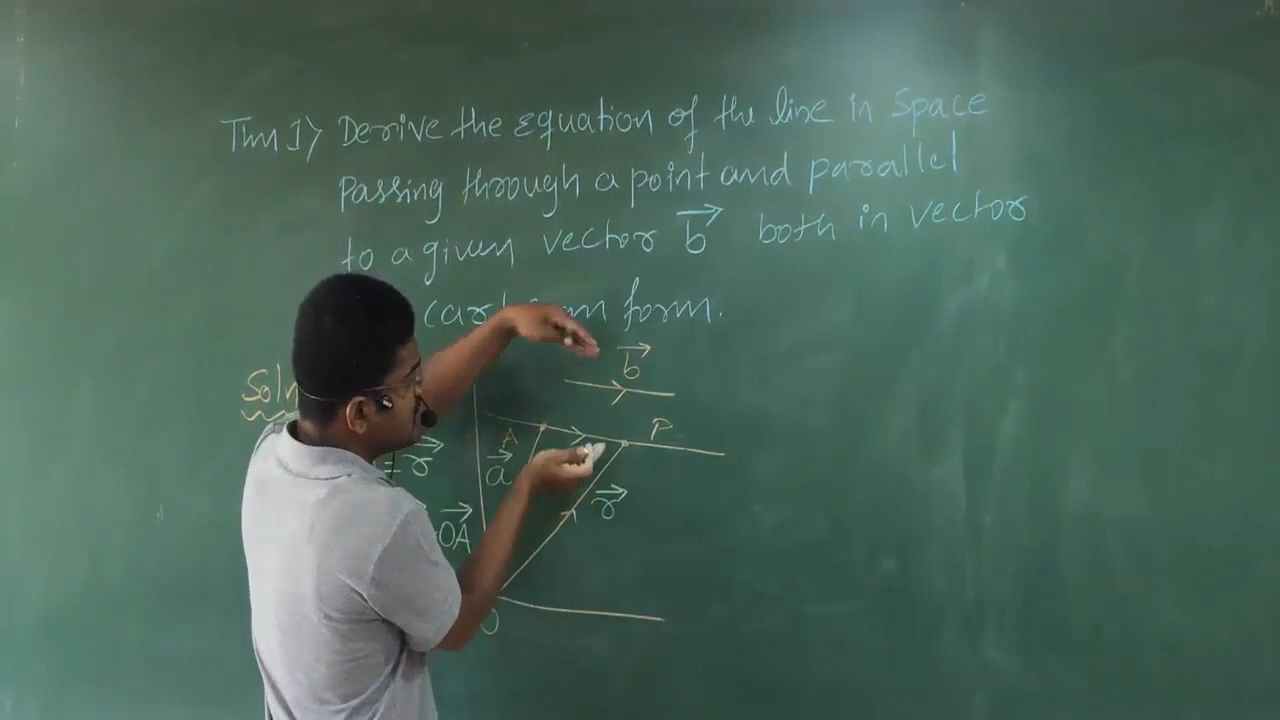 Thm 1> Derive the equation of the line in Space
passing through a point and parallel
to a given vector b⃗ both in vector
form.
Soln
b⃗
A P
= r⃗ a⃗
r⃗
OA⃗
O